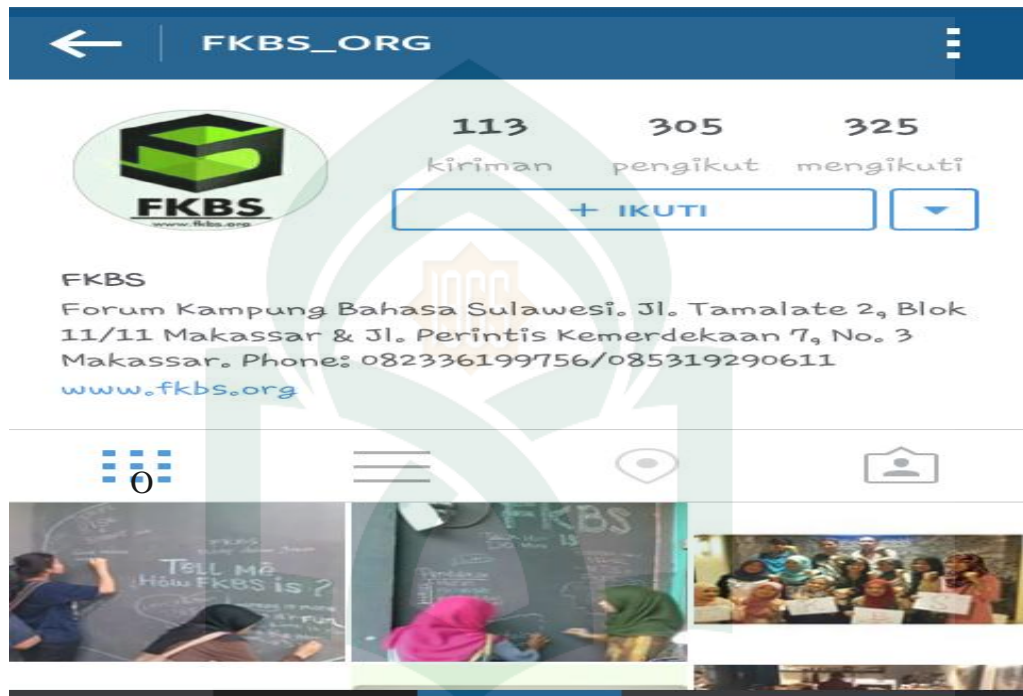 FKBS_ORG
113 305 325
kiriman pengikut mengikuti
+ IKUTI
FKBS
www.fkbs.org
FKBS
Forum Kampung Bahasa Sulawesi. Jl. Tamalate 2, Blok
11/11 Makassar & Jl. Perintis Kemerdekaan 7, No. 3
Makassar. Phone: 082336199756/085319290611
www.fkbs.org
O
TELL ME
How FKBS is ?
FUN
FKBS
IS